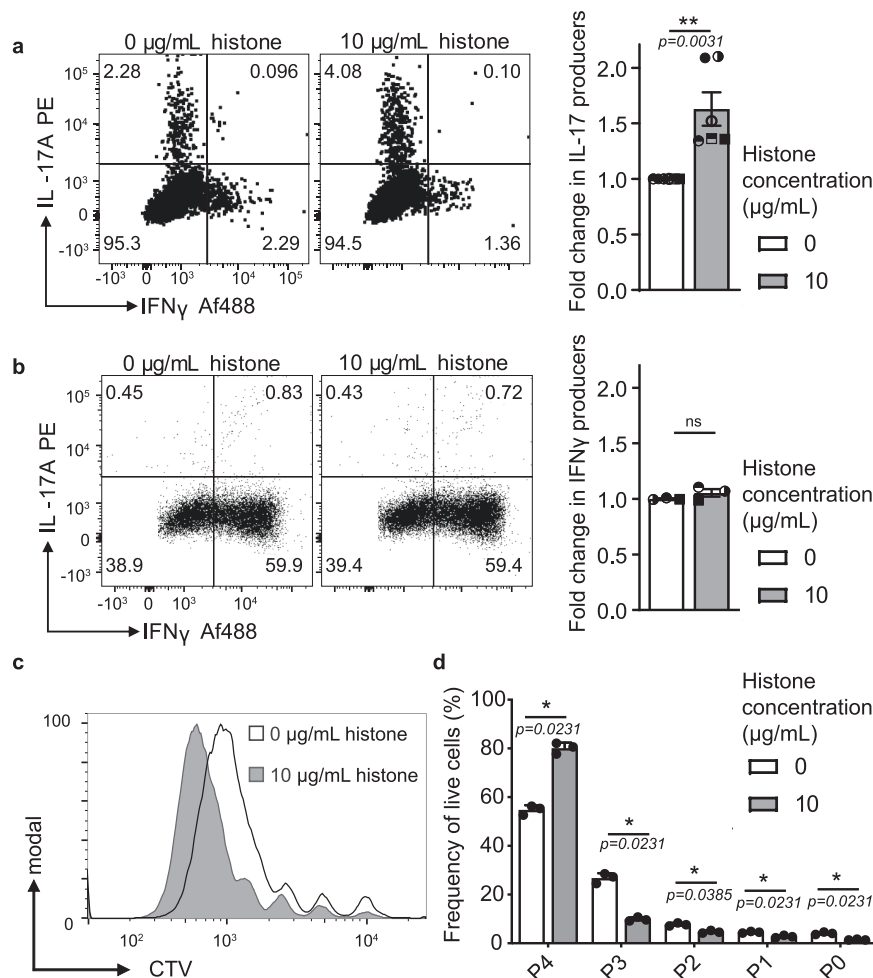 a
0 µg/mL histone
10 µg/mL histone
2.28
0.096
4.08
0.10
95.3
2.29
94.5
1.36
10⁵
10⁴
10³
0
-10³
IL -17A PE
-10³ 0 10³ 10⁴ 10⁵
IFNγ Af488
**
p=0.0031
2.0
1.5
1.0
0.0
Fold change in IL-17 producers
Histone
concentration
(µg/mL)
0
10
b
0 µg/mL histone
10 µg/mL histone
0.45
0.83
0.43
0.72
38.9
59.9
39.4
59.4
10⁵
10⁴
10³
0
-10³
IL -17A PE
-10³ 0 10³ 10⁴
IFNγ Af488
ns
2.0
1.5
1.0
0.0
Fold change in IFNγ producers
Histone
concentration
(µg/mL)
0
10
c
100
0
modal
0 µg/mL histone
10 µg/mL histone
10² 10³ 10⁴
CTV
d
100
80
60
40
20
0
Frequency of live cells (%)
*
p=0.0231
*
p=0.0231
*
p=0.0385
*
p=0.0231
*
p=0.0231
P4
P3
P2
P1
P0
Histone
concentration
(µg/mL)
0
10